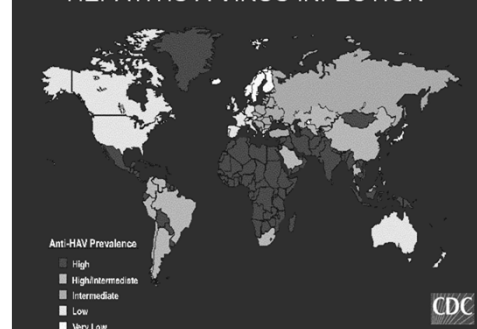 Anti-HAV Prevalence
High
High/Intermediate
Intermediate
Low
Very Low
CDC